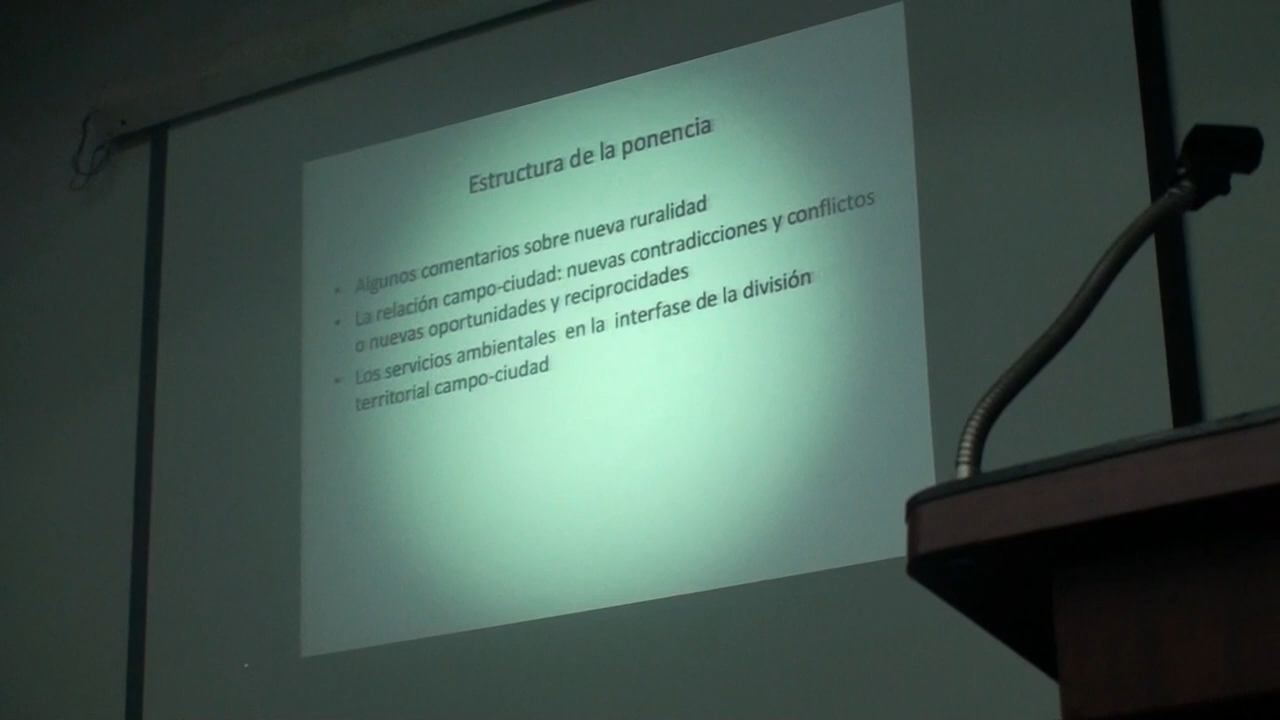 Estructura de la ponencia
• Algunos comentarios sobre nueva ruralidad
• La relación campo-ciudad: nuevas contradicciones y conflictos
o nuevas oportunidades y reciprocidades
• Los servicios ambientales en la interfase de la división
territorial campo-ciudad